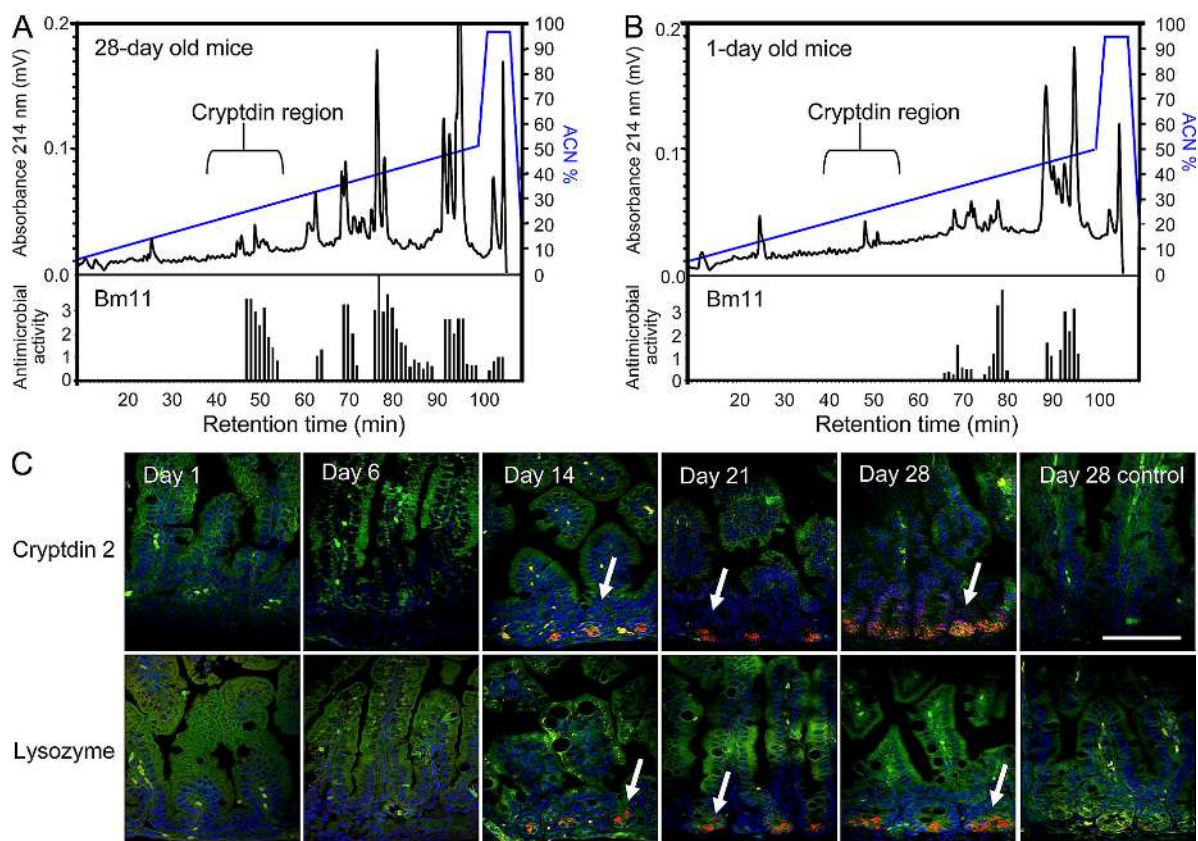 A
28-day old mice
Cryptdin region
Absorbance 214 nm (mV)
0.2
0.1
0.0
100
90
80
70
60
50
40
30
20
10
0
ACN %
Bm11
Antimicrobial
activity
3
2
1
0
20 30 40 50 60 70 80 90 100
Retention time (min)
B
1-day old mice
Cryptdin region
Absorbance 214 nm (mV)
0.2
0.1
0.0
100
90
80
70
60
50
40
30
20
10
0
ACN %
Bm11
Antimicrobial
activity
3
2
1
0
20 30 40 50 60 70 80 90 100
Retention time (min)
C
Day 1 Day 6 Day 14 Day 21 Day 28 Day 28 control
Cryptdin 2
Lysozyme